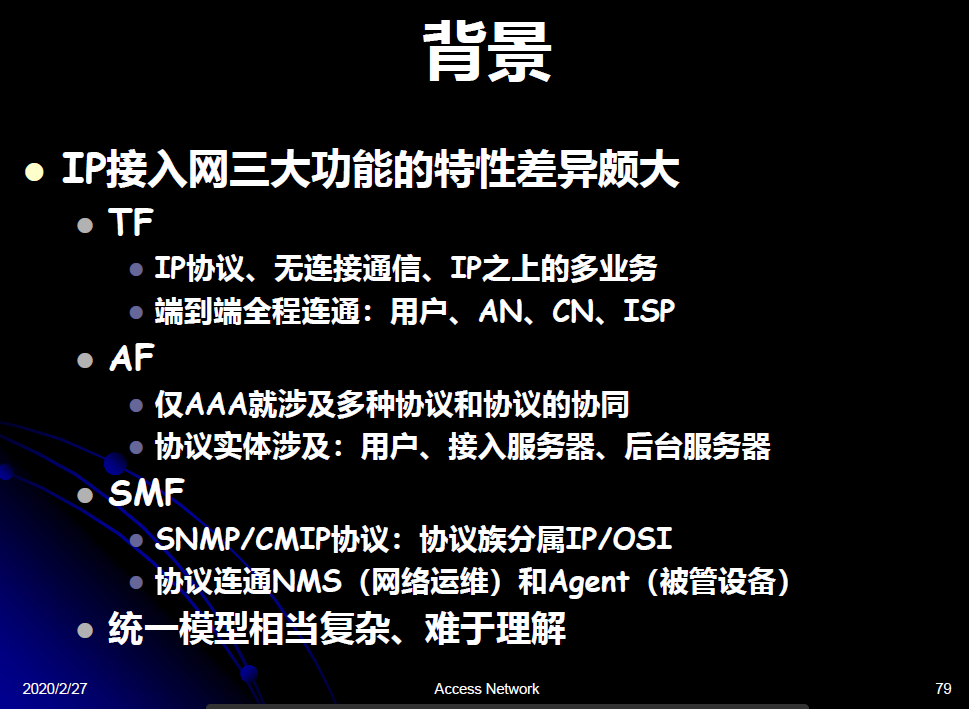 背景
IP接入网三大功能的特性差异颇大
TF
IP协议、无连接通信、IP之上的多业务
端到端全程连通：用户、AN、CN、ISP
AF
仅AAA就涉及多种协议和协议的协同
协议实体涉及：用户、接入服务器、后台服务器
SMF
SNMP/CMIP协议：协议族分属IP/OSI
协议连通NMS（网络运维）和Agent（被管设备）
统一模型相当复杂、难于理解
2020/2/27
Access Network
79